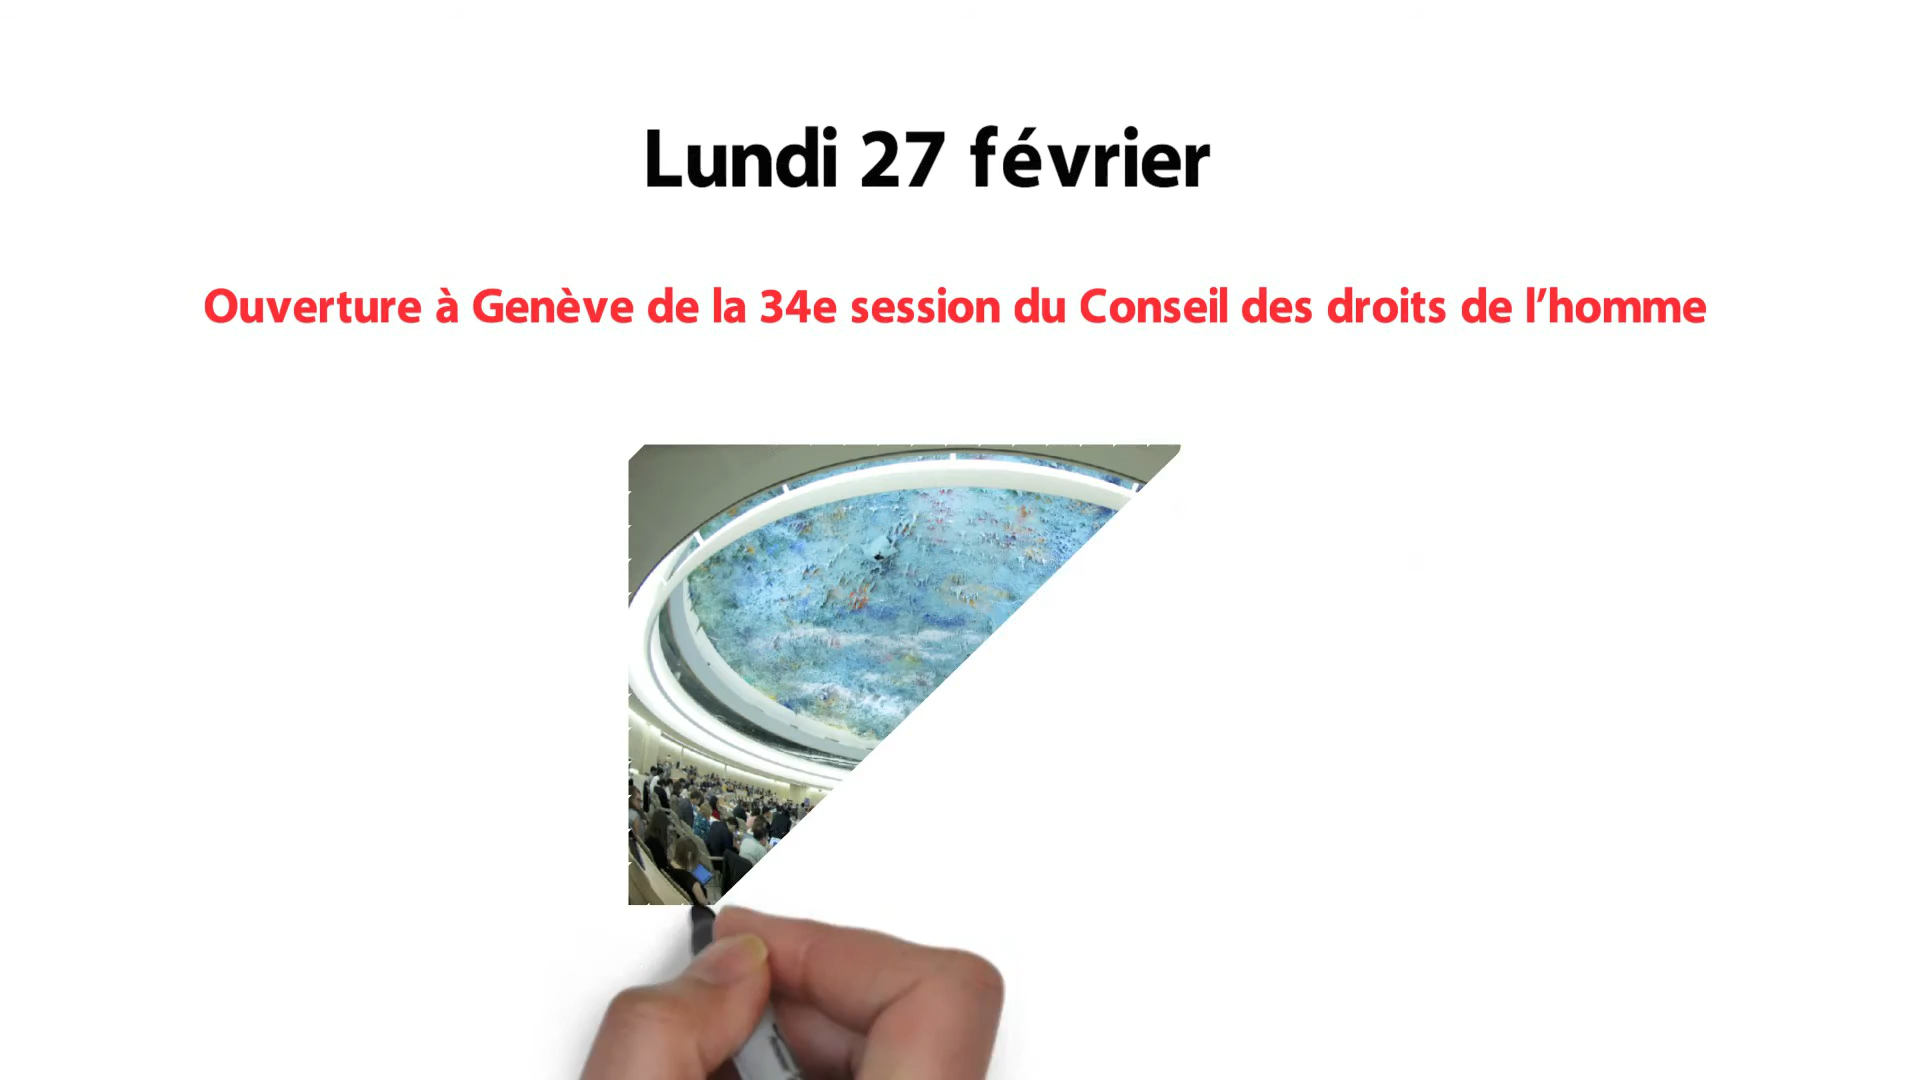 Lundi 27 février
Ouverture à Genève de la 34e session du Conseil des droits de l’homme